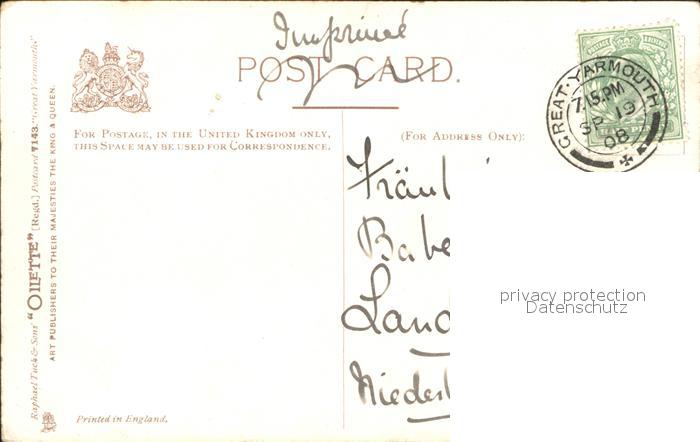 Imprimé
POST CARD.
GREAT-YARMOUTH
7.15 PM
SP 19
08
FOR POSTAGE, IN THE UNITED KINGDOM ONLY,
THIS SPACE MAY BE USED FOR CORRESPONDENCE.
(FOR ADDRESS ONLY):
Fräul
Babe
Land
Niederl
privacy protection
Datenschutz
Raphael Tuck & Sons' "OILETTE" [Regd.] Postcard 7143. "Great Yarmouth."
ART PUBLISHERS TO THEIR MAJESTIES THE KING & QUEEN.
Printed in England.